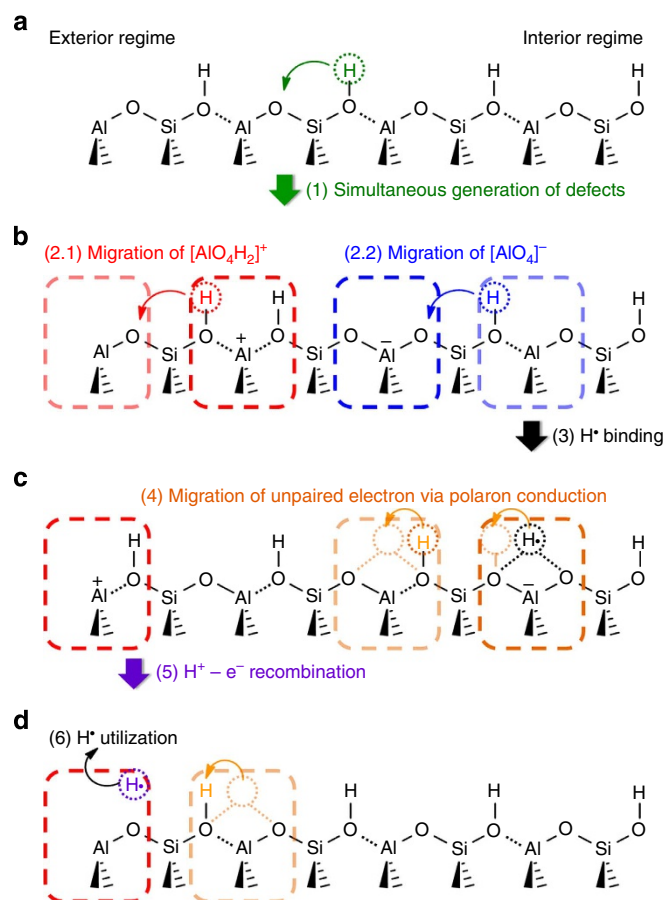 a
Exterior regime Interior regime
H H H H
O O O O O O O O
Al Si Al Si Al Si Al Si
(1) Simultaneous generation of defects
b
(2.1) Migration of [AlO₄H₂]⁺ (2.2) Migration of [AlO₄]⁻
H H H H
O O O O O O O O
+ −
Al Si Al Si Al Si Al Si
(3) H• binding
c
(4) Migration of unpaired electron via polaron conduction
H H H H• H
O O O O O O O O
+ −
Al Si Al Si Al Si Al Si
(5) H⁺ – e⁻ recombination
d
(6) H• utilization
H• H H H H
O O O O O O O O
Al Si Al Si Al Si Al Si